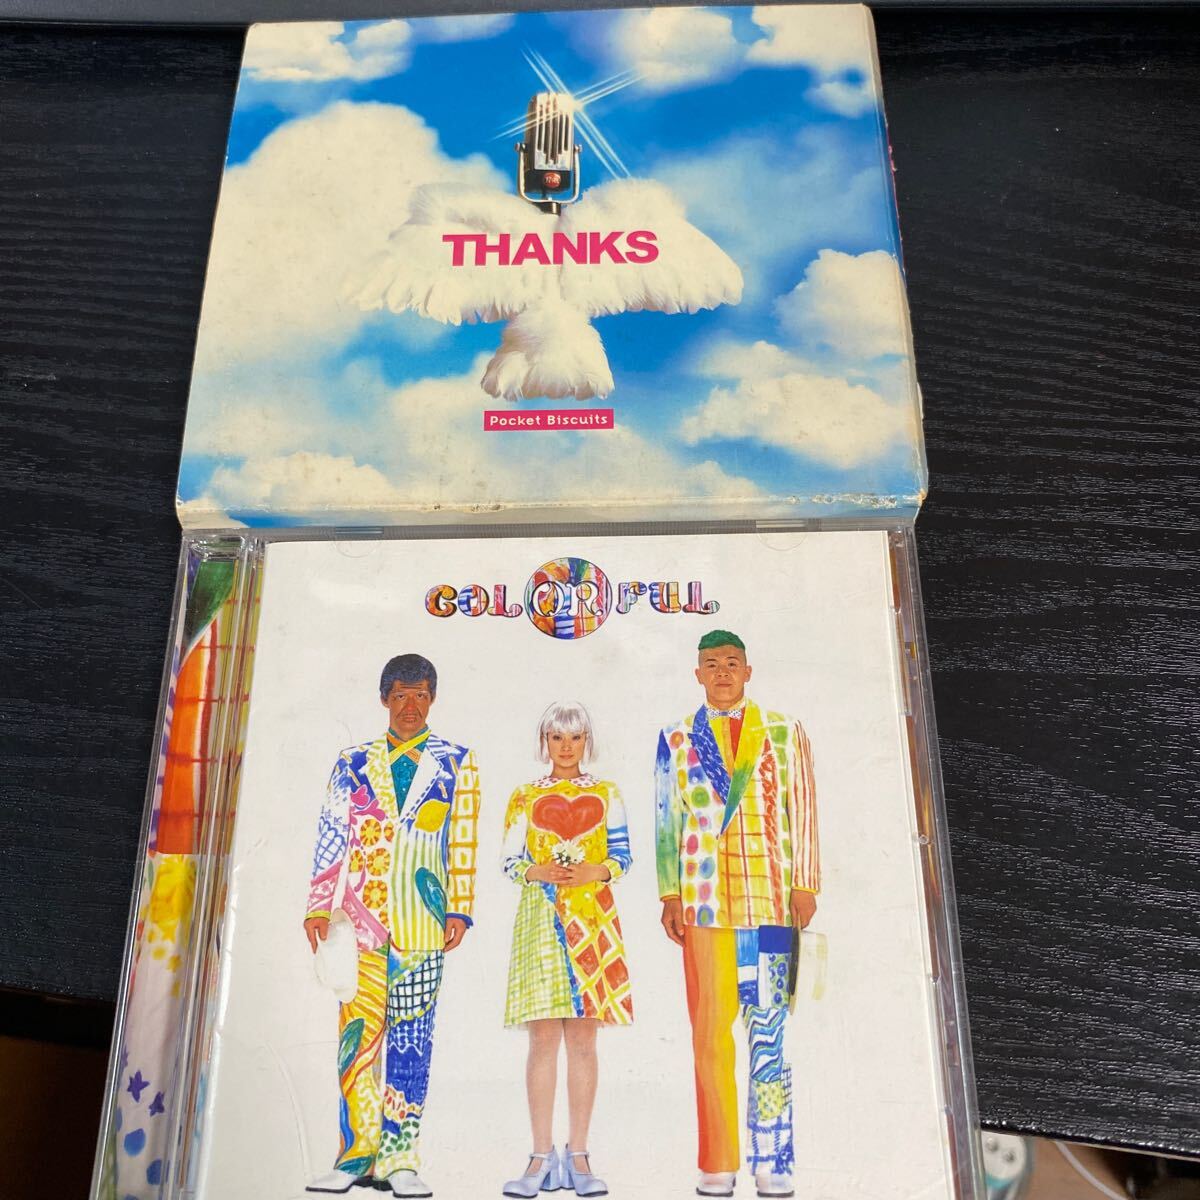 THANKS
Pocket Biscuits
COLORFUL